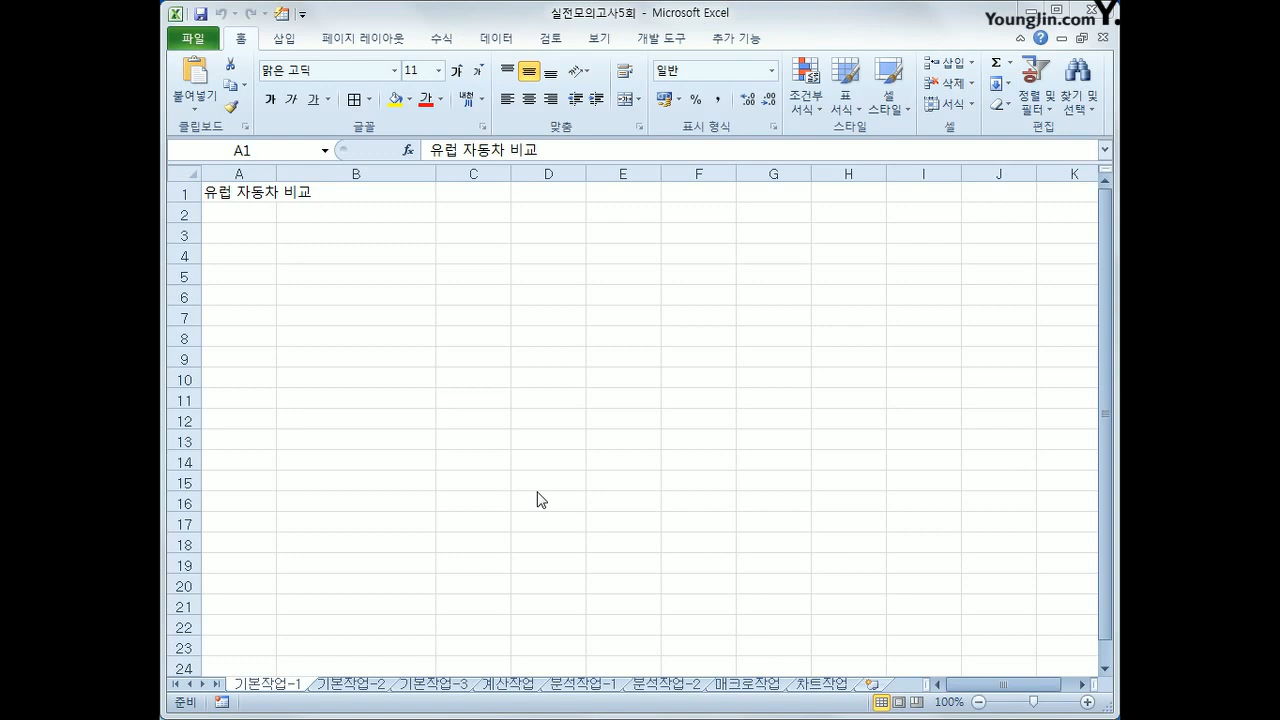 실전모의고사5회 - Microsoft Excel
YoungJin.com Y.
파일 홈 삽입 페이지 레이아웃 수식 데이터 검토 보기 개발 도구 추가 기능
붙여넣기
클립보드
맑은 고딕 11
가 가
가 가 가 가 내천
글꼴
맞춤
일반
% ,
표시 형식
조건부 서식
표 서식
셀 스타일
스타일
삽입
삭제
서식
셀
Σ
정렬 및 필터
찾기 및 선택
편집
A1 fx 유럽 자동차 비교
A B C D E F G H I J K
1 유럽 자동차 비교
2
3
4
5
6
7
8
9
10
11
12
13
14
15
16
17
18
19
20
21
22
23
24
기본작업-1 기본작업-2 기본작업-3 계산작업 분석작업-1 분석작업-2 매크로작업 차트작업
준비 100%